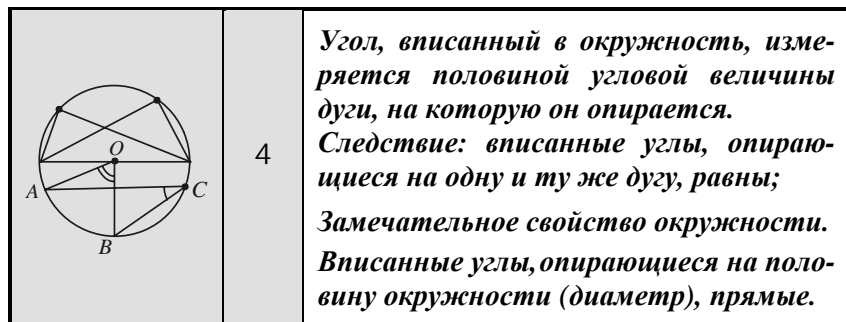 O
A
C
B
4
Угол, вписанный в окружность, изме-
ряется половиной угловой величины
дуги, на которую он опирается.
Следствие: вписанные углы, опираю-
щиеся на одну и ту же дугу, равны;
Замечательное свойство окружности.
Вписанные углы, опирающиеся на поло-
вину окружности (диаметр), прямые.